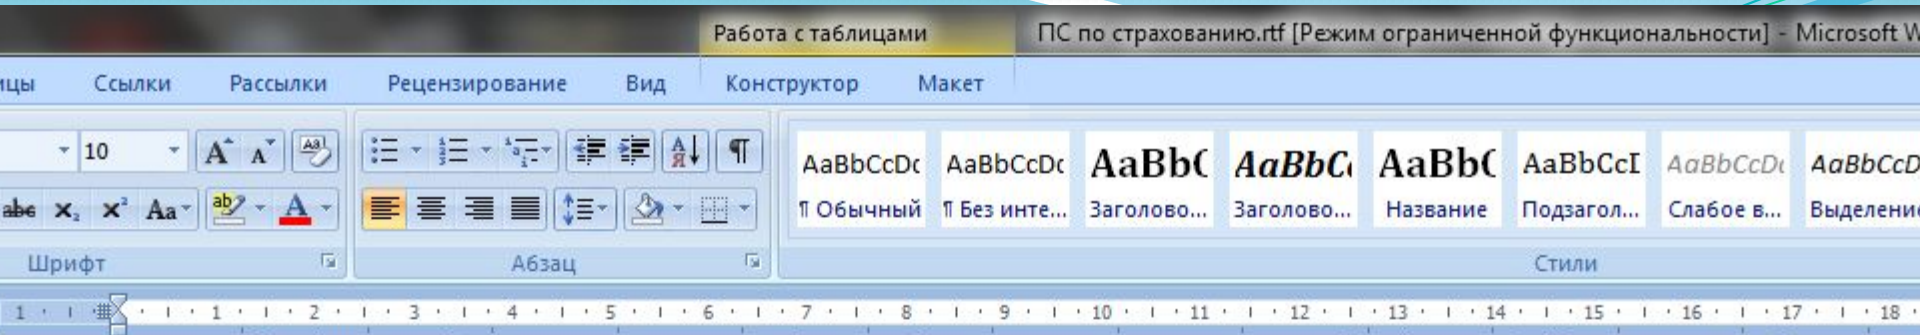 Работа с таблицами ПС по страхованию.rtf [Режим ограниченной функциональности] - Microsoft W
ицы Ссылки Рассылки Рецензирование Вид Конструктор Макет
10 AaBbCcDc AaBbCcDc AaBbC AaBbC AaBbC AaBbCcI AaBbCcDc AaBbCcD
¶ Обычный ¶ Без инте... Заголово... Заголово... Название Подзагол... Слабое в... Выделение
Шрифт Абзац Стили
1 1 2 3 4 5 6 7 8 9 10 11 12 13 14 15 16 17 18